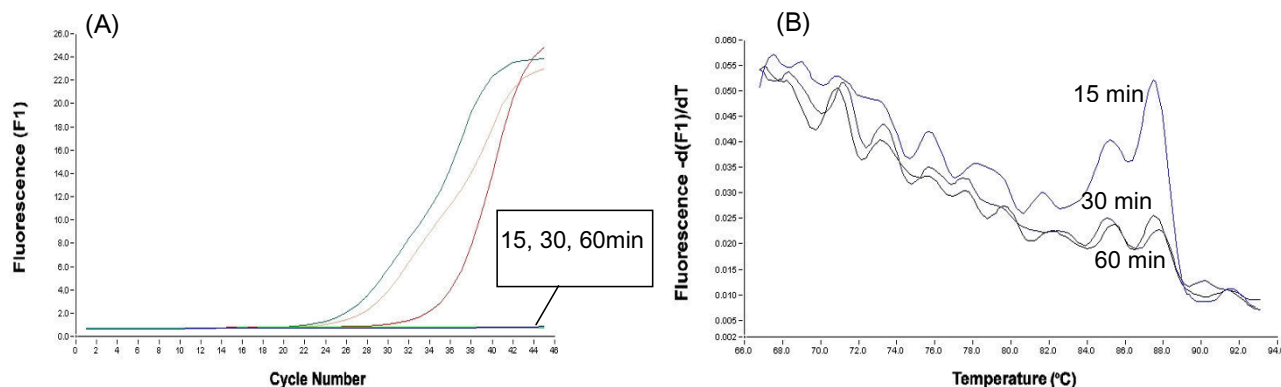 (A)
Fluorescence (F1)
26.0
24.0
22.0
20.0
18.0
16.0
14.0
12.0
10.0
8.0
6.0
4.0
2.0
0.0
15, 30, 60min
0 2 4 6 8 10 12 14 16 18 20 22 24 26 28 30 32 34 36 38 40 42 44 46
Cycle Number
(B)
Fluorescence -d(F1)/dT
0.060
0.055
0.050
0.045
0.040
0.035
0.030
0.025
0.020
0.015
0.010
0.005
0.002
15 min
30 min
60 min
66.0 70.0 72.0 74.0 76.0 78.0 80.0 82.0 84.0 86.0 88.0 90.0 92.0 94.0
Temperature (°C)